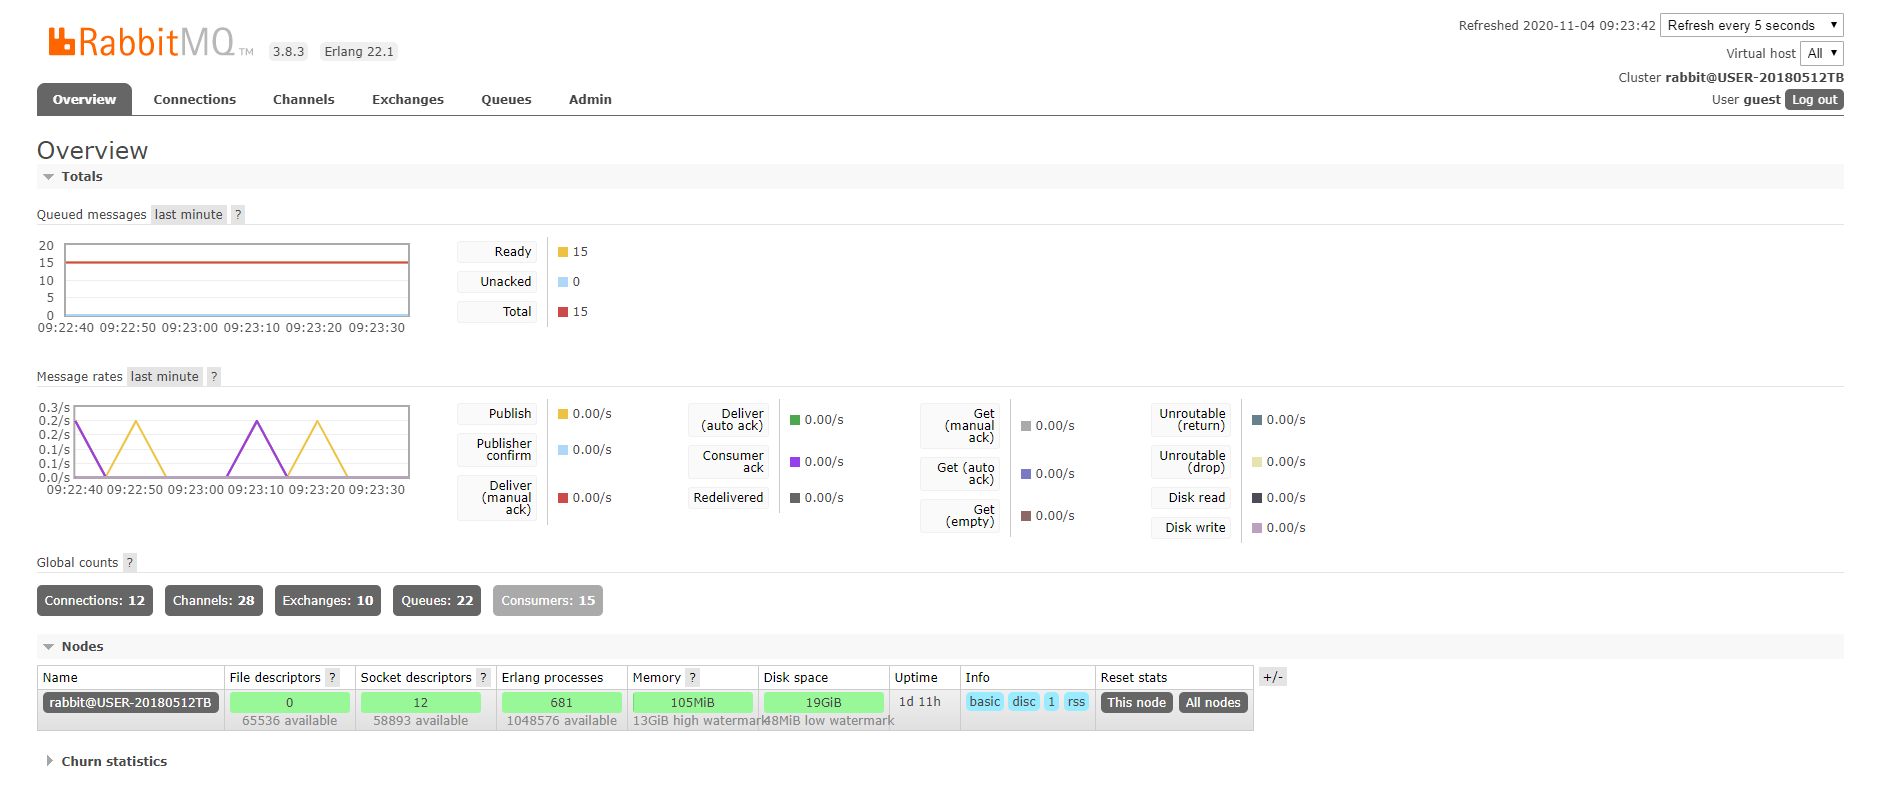 RabbitMQ TM 3.8.3 Erlang 22.1
Refreshed 2020-11-04 09:23:42 Refresh every 5 seconds
Virtual host All
Cluster rabbit@USER-20180512TB
User guest Log out
Overview Connections Channels Exchanges Queues Admin
Overview
Totals
Queued messages last minute ?
20
15
10
5
0
09:22:40 09:22:50 09:23:00 09:23:10 09:23:20 09:23:30
Ready 15
Unacked 0
Total 15
Message rates last minute ?
0.3/s
0.2/s
0.2/s
0.1/s
0.1/s
0.0/s
09:22:40 09:22:50 09:23:00 09:23:10 09:23:20 09:23:30
Publish 0.00/s
Publisher
confirm 0.00/s
Deliver
(manual
ack) 0.00/s
Deliver
(auto ack) 0.00/s
Consumer
ack 0.00/s
Redelivered 0.00/s
Get
(manual
ack) 0.00/s
Get (auto
ack) 0.00/s
Get
(empty) 0.00/s
Unroutable
(return) 0.00/s
Unroutable
(drop) 0.00/s
Disk read 0.00/s
Disk write 0.00/s
Global counts ?
Connections: 12 Channels: 28 Exchanges: 10 Queues: 22 Consumers: 15
Nodes
Name File descriptors ? Socket descriptors ? Erlang processes Memory ? Disk space Uptime Info Reset stats +/-
rabbit@USER-20180512TB 0 12 681 105MiB 19GiB 1d 11h basic disc 1 rss This node All nodes
65536 available 58893 available 1048576 available 13GiB high watermark 48MiB low watermark
Churn statistics